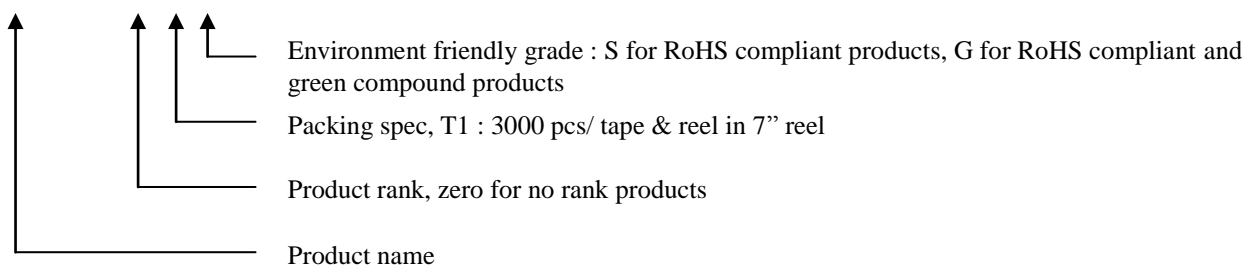 Environment friendly grade : S for RoHS compliant products, G for RoHS compliant and
green compound products
Packing spec, T1 : 3000 pcs/ tape & reel in 7” reel
Product rank, zero for no rank products
Product name